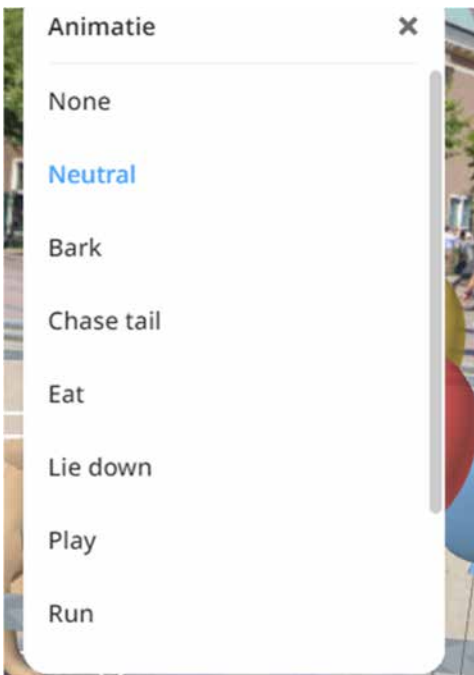 Animatie
None
Neutral
Bark
Chase tail
Eat
Lie down
Play
Run